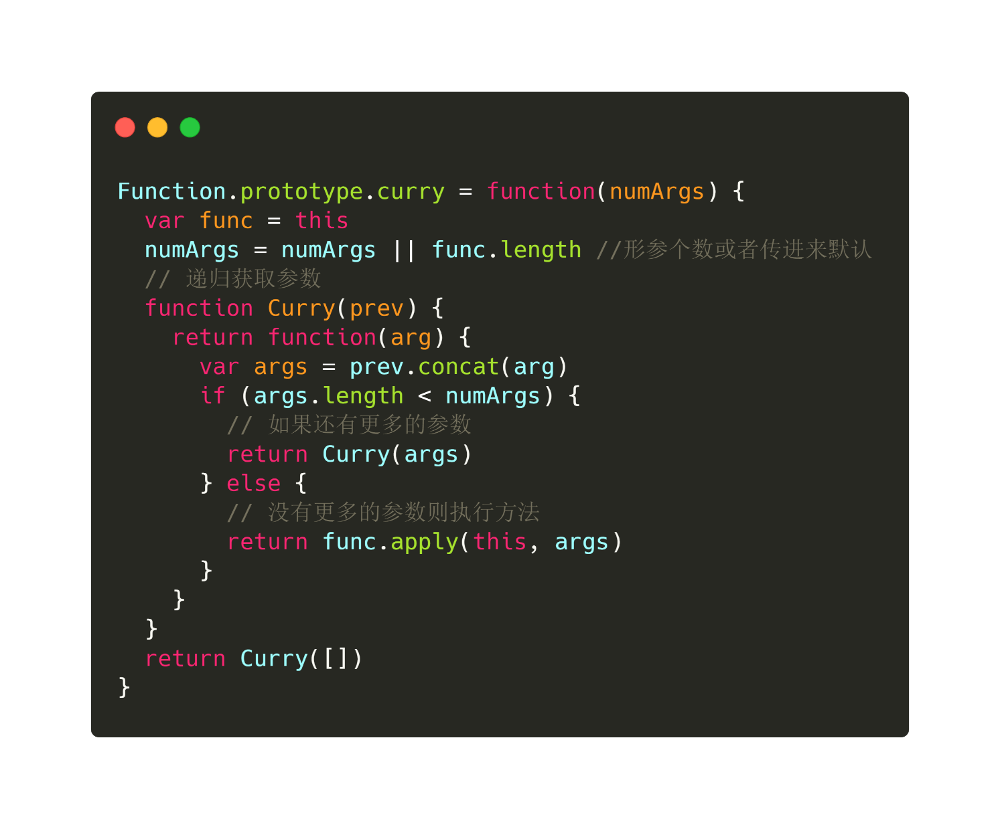 Function.prototype.curry = function(numArgs) {
  var func = this
  numArgs = numArgs || func.length //形参个数或者传进来默认
  // 递归获取参数
  function Curry(prev) {
    return function(arg) {
      var args = prev.concat(arg)
      if (args.length < numArgs) {
        // 如果还有更多的参数
        return Curry(args)
      } else {
        // 没有更多的参数则执行方法
        return func.apply(this, args)
      }
    }
  }
  return Curry([])
}